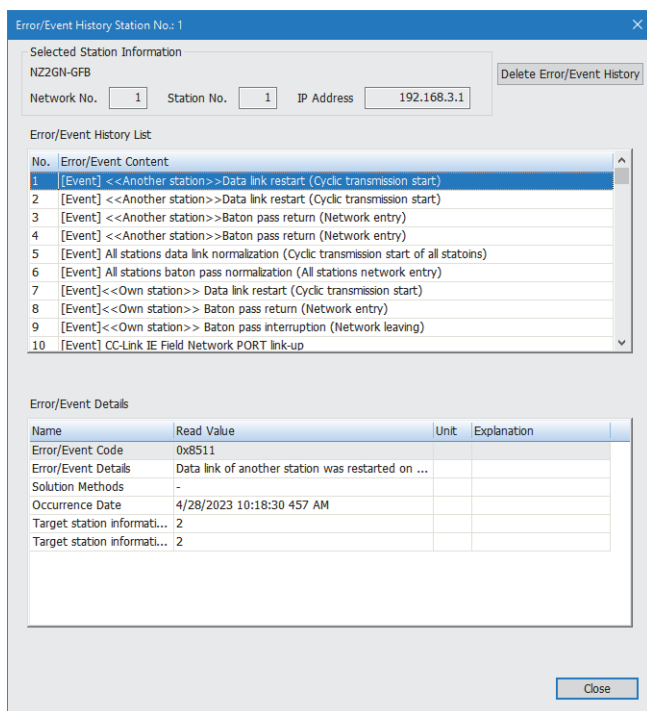 Error/Event History Station No.: 1
Selected Station Information
NZ2GN-GFB
Delete Error/Event History
Network No. 1 Station No. 1 IP Address 192.168.3.1
Error/Event History List
No. Error/Event Content
1 [Event] <<Another station>>Data link restart (Cyclic transmission start)
2 [Event] <<Another station>>Data link restart (Cyclic transmission start)
3 [Event] <<Another station>>Baton pass return (Network entry)
4 [Event] <<Another station>>Baton pass return (Network entry)
5 [Event] All stations data link normalization (Cyclic transmission start of all statoins)
6 [Event] All stations baton pass normalization (All stations network entry)
7 [Event]<<Own station>> Data link restart (Cyclic transmission start)
8 [Event]<<Own station>> Baton pass return (Network entry)
9 [Event]<<Own station>> Baton pass interruption (Network leaving)
10 [Event] CC-Link IE Field Network PORT link-up
Error/Event Details
Name Read Value Unit Explanation
Error/Event Code 0x8511
Error/Event Details Data link of another station was restarted on ...
Solution Methods -
Occurrence Date 4/28/2023 10:18:30 457 AM
Target station informati... 2
Target station informati... 2
Close